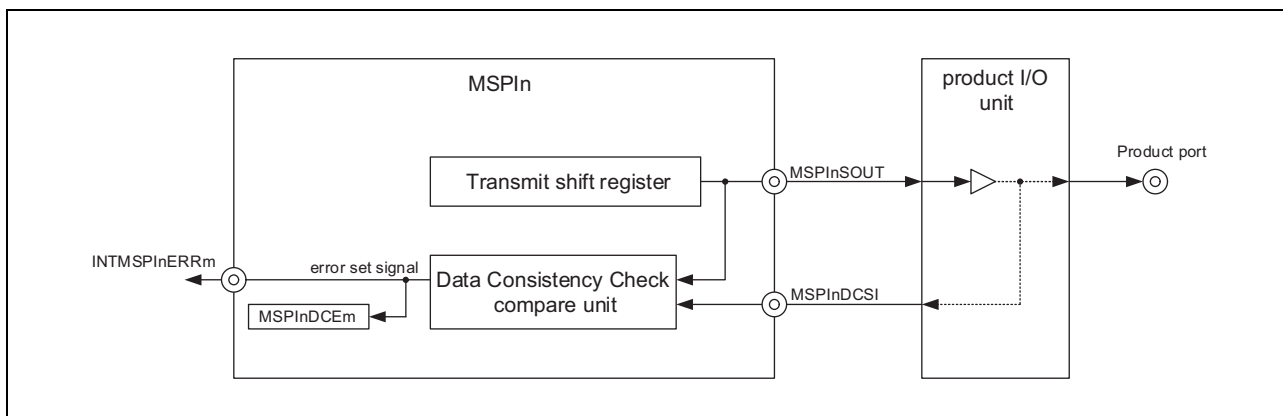 MSPIn
product I/O
unit
Product port
Transmit shift register
MSPInSOUT
INTMSPInERRm
error set signal
Data Consistency Check
compare unit
MSPInDCSI
MSPInDCEm